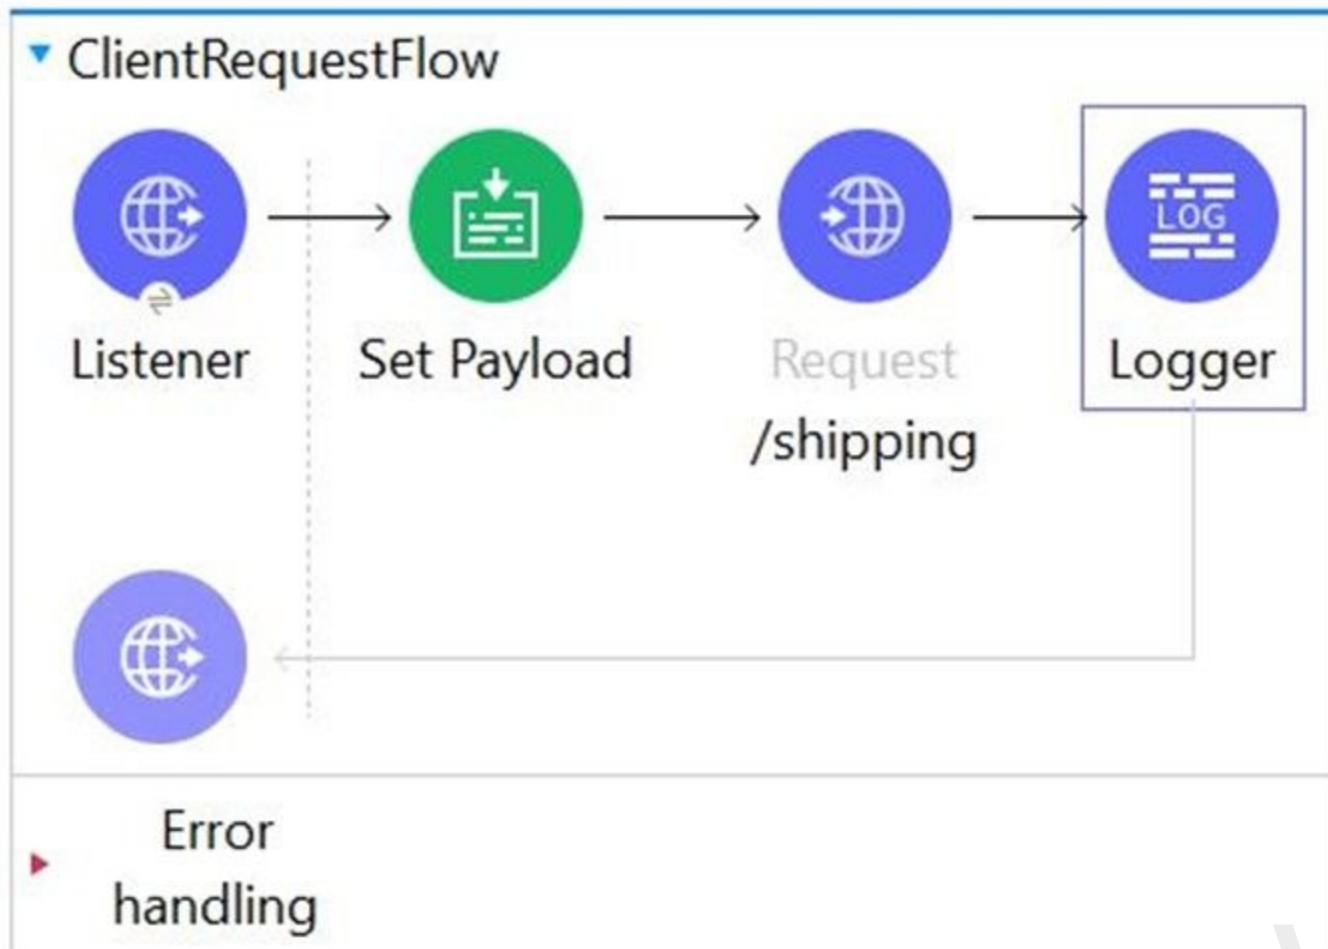 ClientRequestFlow
LOG
Listener
Set Payload
Request
Logger
/shipping
Error
handling